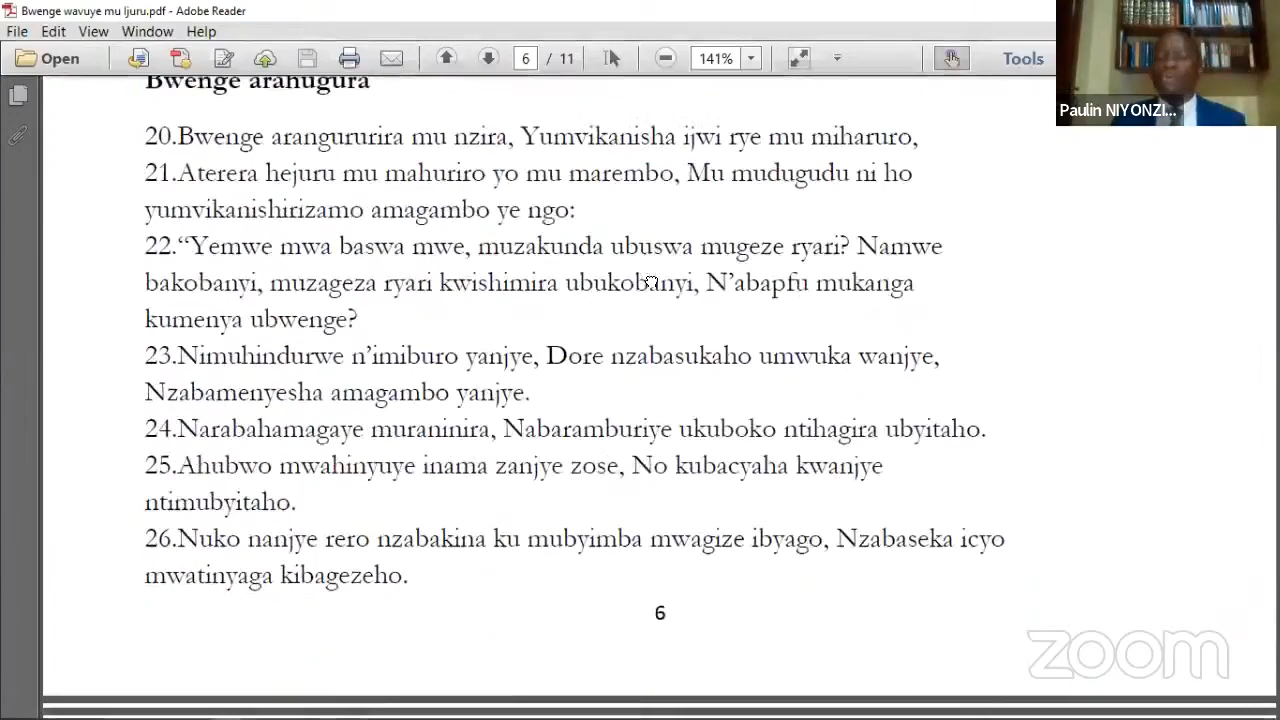 Bwenge wavuye mu Ijuru.pdf - Adobe Reader
File Edit View Window Help
Open 6 / 11 141% Tools
Paulin NIYONZI...
Bwenge arahugura
20.Bwenge arangururira mu nzira, Yumvikanisha ijwi rye mu miharuro,
21.Aterera hejuru mu mahuriro yo mu marembo, Mu mudugudu ni ho
yumvikanishirizamo amagambo ye ngo:
22.“Yemwe mwa baswa mwe, muzakunda ubuswa mugeze ryari? Namwe
bakobanyi, muzageza ryari kwishimira ubukobanyi, N’abapfu mukanga
kumenya ubwenge?
23.Nimuhindurwe n’imiburo yanjye, Dore nzabasukaho umwuka wanjye,
Nzabamenyesha amagambo yanjye.
24.Narabahamagaye muraninira, Nabaramburiye ukuboko ntihagira ubyitaho.
25.Ahubwo mwahinyuye inama zanjye zose, No kubacyaha kwanjye
ntimubyitaho.
26.Nuko nanjye rero nzabakina ku mubyimba mwagize ibyago, Nzabaseka icyo
mwatinyaga kibagezeho.
6
zoom